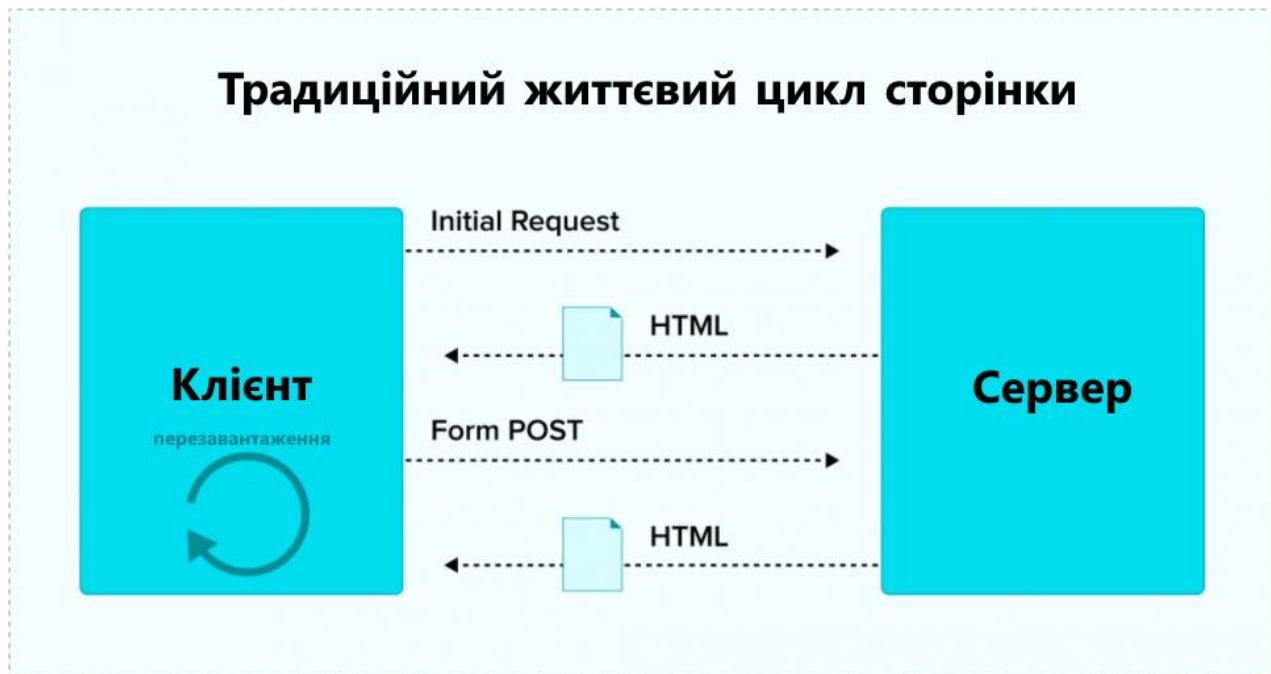 Традиційний життєвий цикл сторінки
Initial Request
HTML
Клієнт
Сервер
перезавантаження
Form POST
HTML